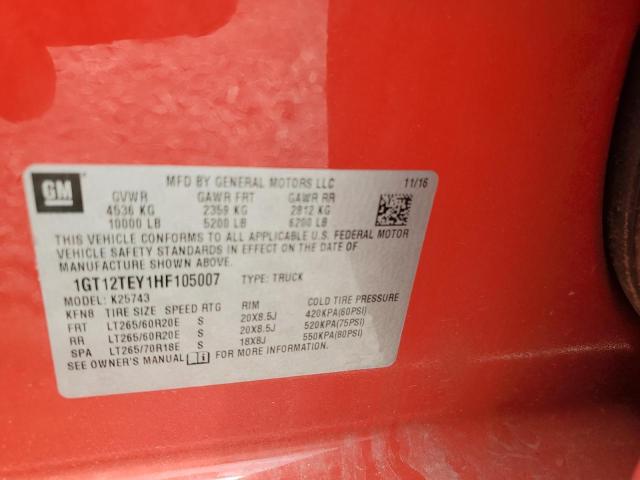 GM
MFD BY GENERAL MOTORS LLC 11/16
GVWR GAWR FRT GAWR RR
4536 KG 2359 KG 2812 KG
10000 LB 5200 LB 6200 LB
THIS VEHICLE CONFORMS TO ALL APPLICABLE U.S. FEDERAL MOTOR
VEHICLE SAFETY STANDARDS IN EFFECT ON THE DATE OF
MANUFACTURE SHOWN ABOVE.
1GT12TEY1HF105007 TYPE: TRUCK
MODEL: K25743
KFN8 TIRE SIZE SPEED RTG RIM COLD TIRE PRESSURE
FRT LT265/60R20E S 20X8.5J 420KPA(60PSI)
RR LT265/60R20E S 20X8.5J 520KPA(75PSI)
SPA LT265/70R18E S 18X8J 550KPA(80PSI)
SEE OWNER'S MANUAL FOR MORE INFORMATION.